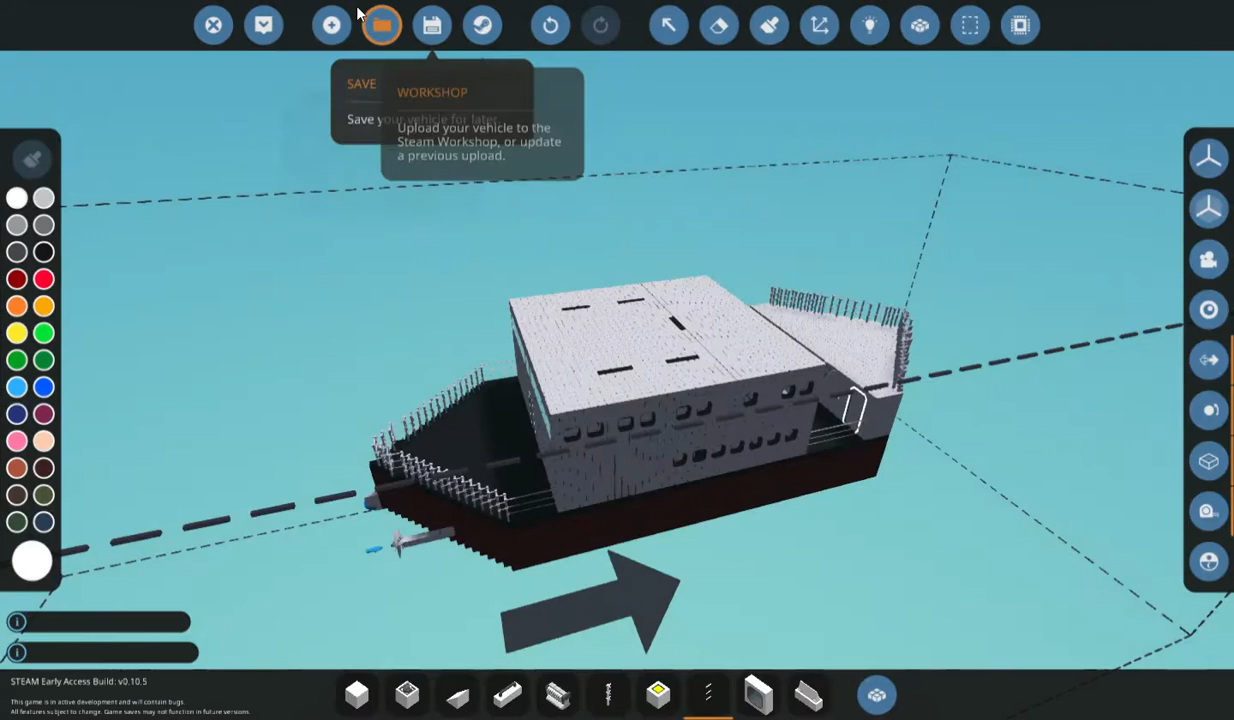 SAVE
Save your vehicle for later.
WORKSHOP
Upload your vehicle to the
Steam Workshop, or update
a previous upload.
STEAM Early Access Build: v0.10.5
This game is in active development and will contain bugs.
All features subject to change. Game saves may not function in future versions.